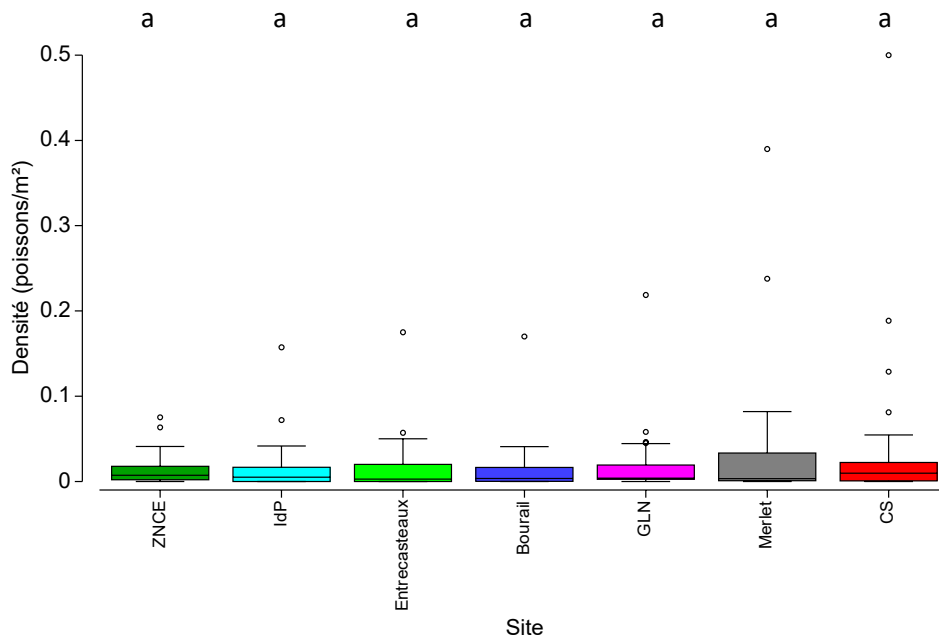 a a a a a a a
0.5
0.4
0.3
0.2
0.1
0
Densité (poissons/m²)
ZNCE
IdP
Entrecasteaux
Bourail
GLN
Merlet
CS
Site